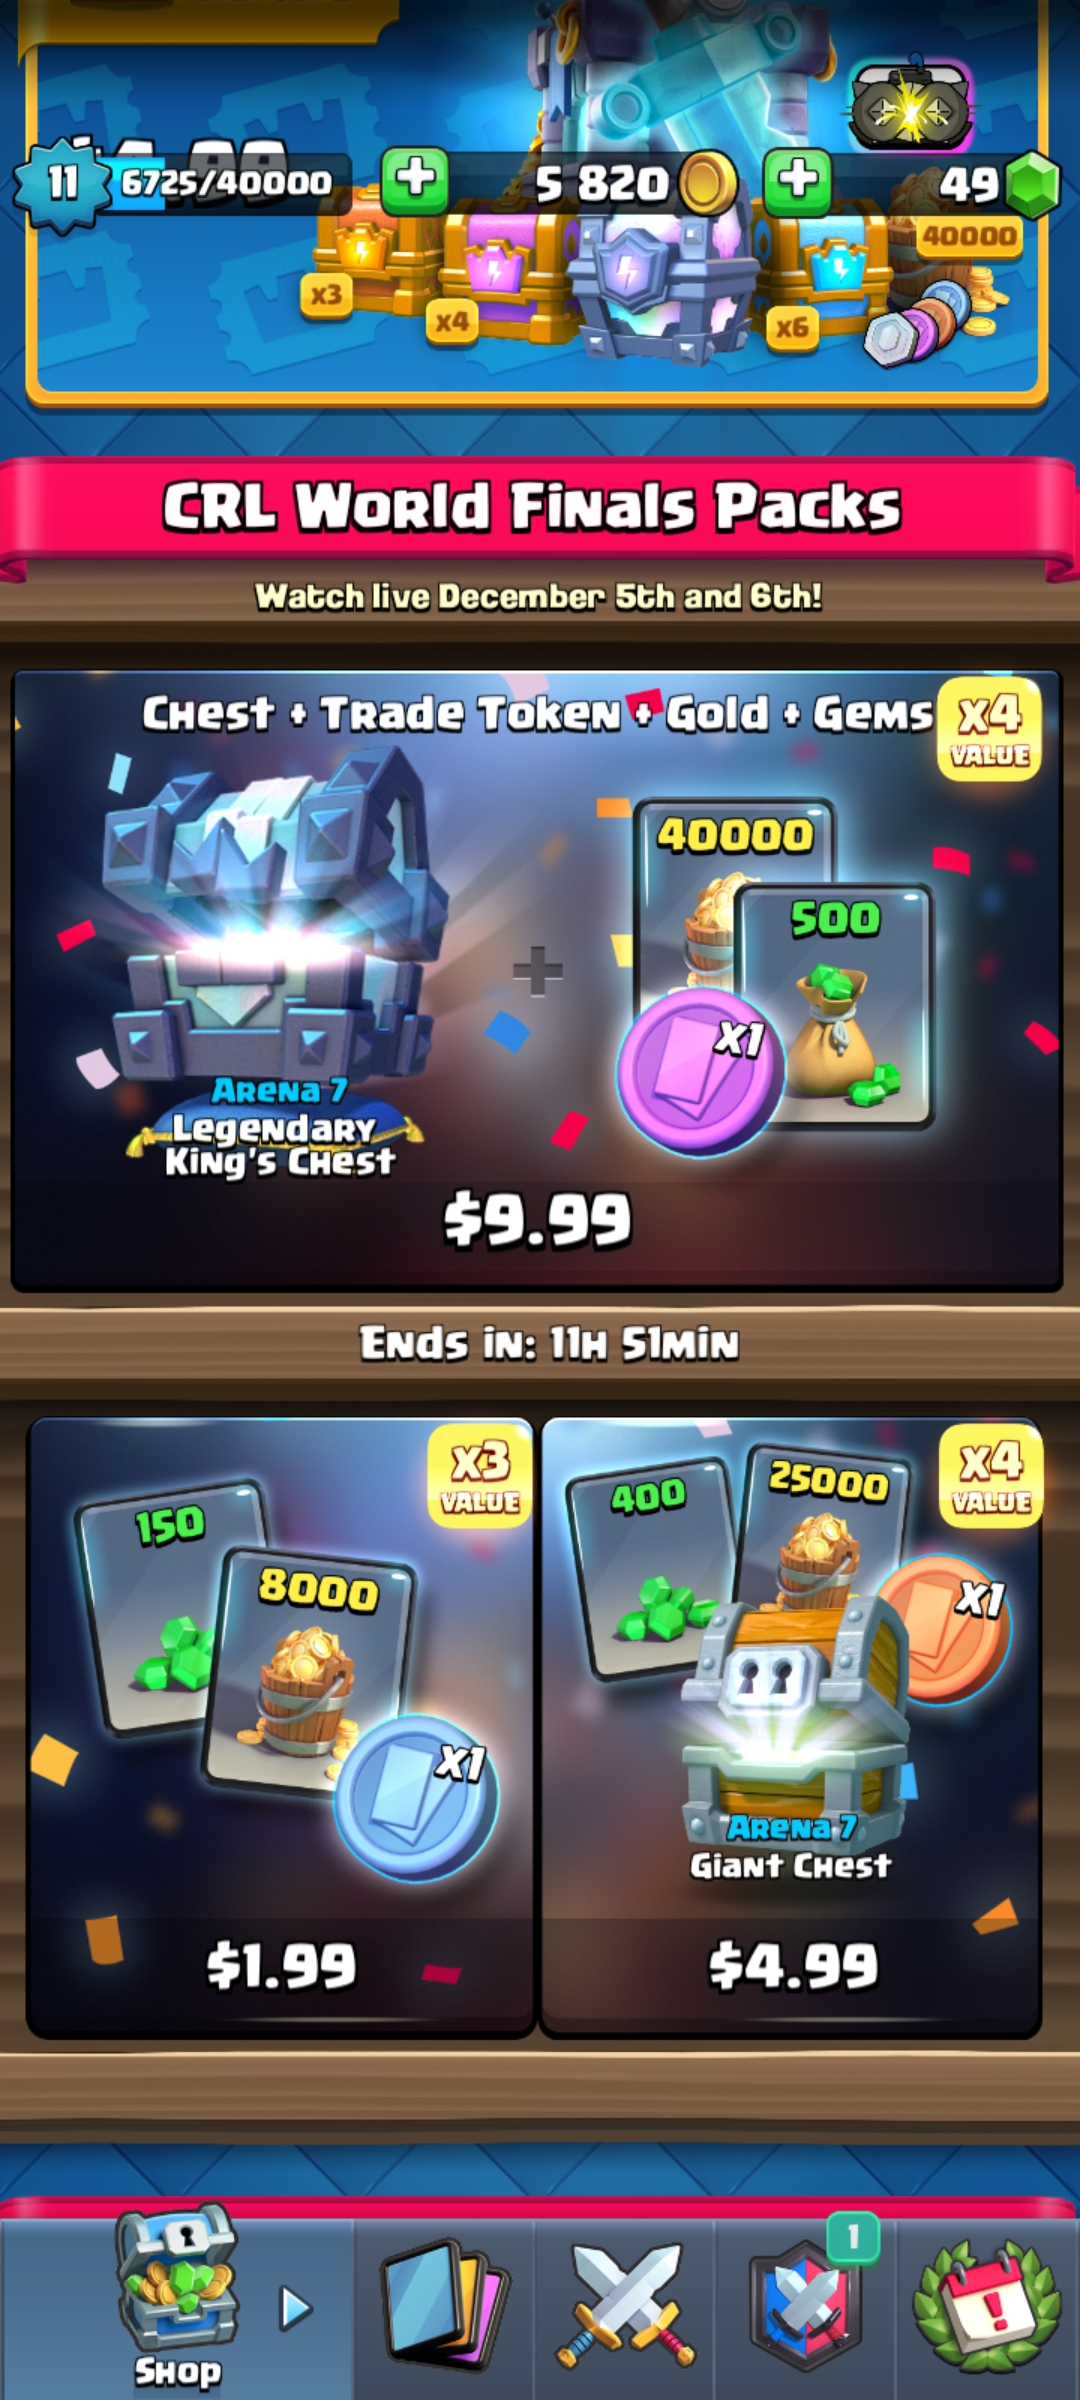 11
6725/40000
5 820
49
40000
x3
x4
x6
CRL World Finals Packs
Watch live December 5th and 6th!
Chest + Trade Token + Gold + Gems
x4
VALUE
40000
500
x1
Arena 7
Legendary
King's Chest
$9.99
Ends in: 11h 51min
x3
VALUE
150
8000
x1
$1.99
x4
VALUE
400
25000
x1
Arena 7
Giant Chest
$4.99
1
Shop